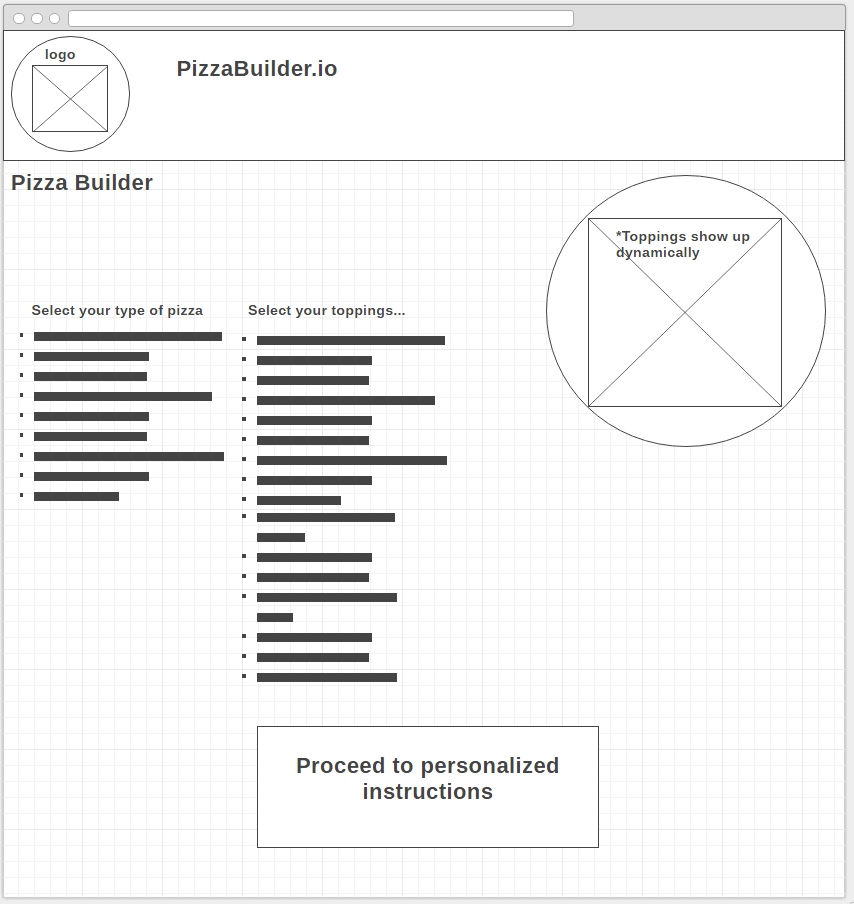 logo
PizzaBuilder.io
Pizza Builder
*Toppings show up
dynamically
Select your type of pizza
Select your toppings...
Proceed to personalized
instructions